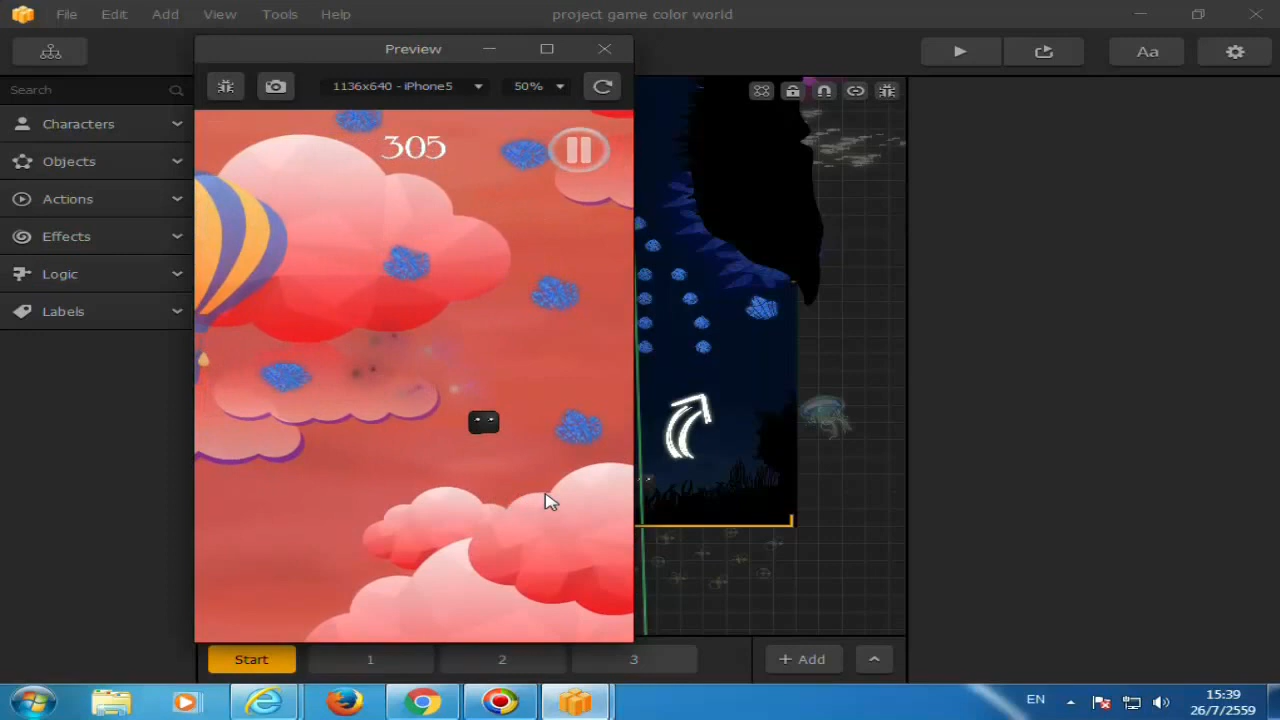 File Edit View Add Tools Help project game color world
Aa
Preview
1136x640 - iPhone5 50%
Search
Characters
Objects
Actions
Effects
Logic
Labels
305
Start 1 2 3 + Add
EN
15:39
26/7/2559